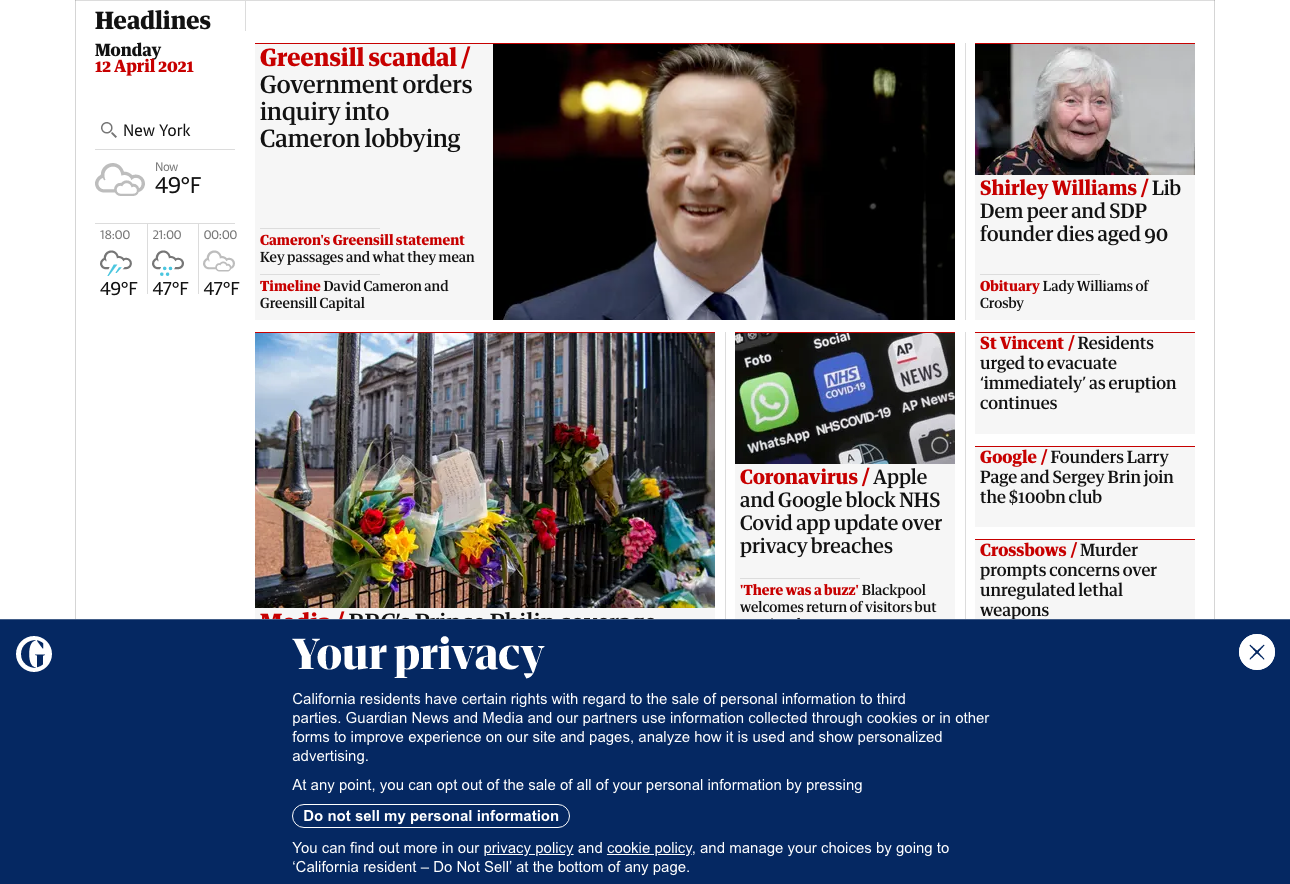 Headlines
Monday
12 April 2021
New York
Now
49°F
18:00
21:00
00:00
49°F
47°F
47°F
Greensill scandal /
Government orders
inquiry into
Cameron lobbying
Cameron's Greensill statement
Key passages and what they mean
Timeline David Cameron and
Greensill Capital
Shirley Williams / Lib
Dem peer and SDP
founder dies aged 90
Obituary Lady Williams of
Crosby
Foto
Social
AP
NEWS
NHS
COVID-19
WhatsApp
NHS COVID-19
AP News
A
Coronavirus / Apple
and Google block NHS
Covid app update over
privacy breaches
'There was a buzz' Blackpool
welcomes return of visitors but
St Vincent / Residents
urged to evacuate
‘immediately’ as eruption
continues
Google / Founders Larry
Page and Sergey Brin join
the $100bn club
Crossbows / Murder
prompts concerns over
unregulated lethal
weapons
Media / BBC’s Prince Philip coverage
G
Your privacy
California residents have certain rights with regard to the sale of personal information to third
parties. Guardian News and Media and our partners use information collected through cookies or in other
forms to improve experience on our site and pages, analyze how it is used and show personalized
advertising.
At any point, you can opt out of the sale of all of your personal information by pressing
Do not sell my personal information
You can find out more in our privacy policy and cookie policy, and manage your choices by going to
‘California resident – Do Not Sell’ at the bottom of any page.